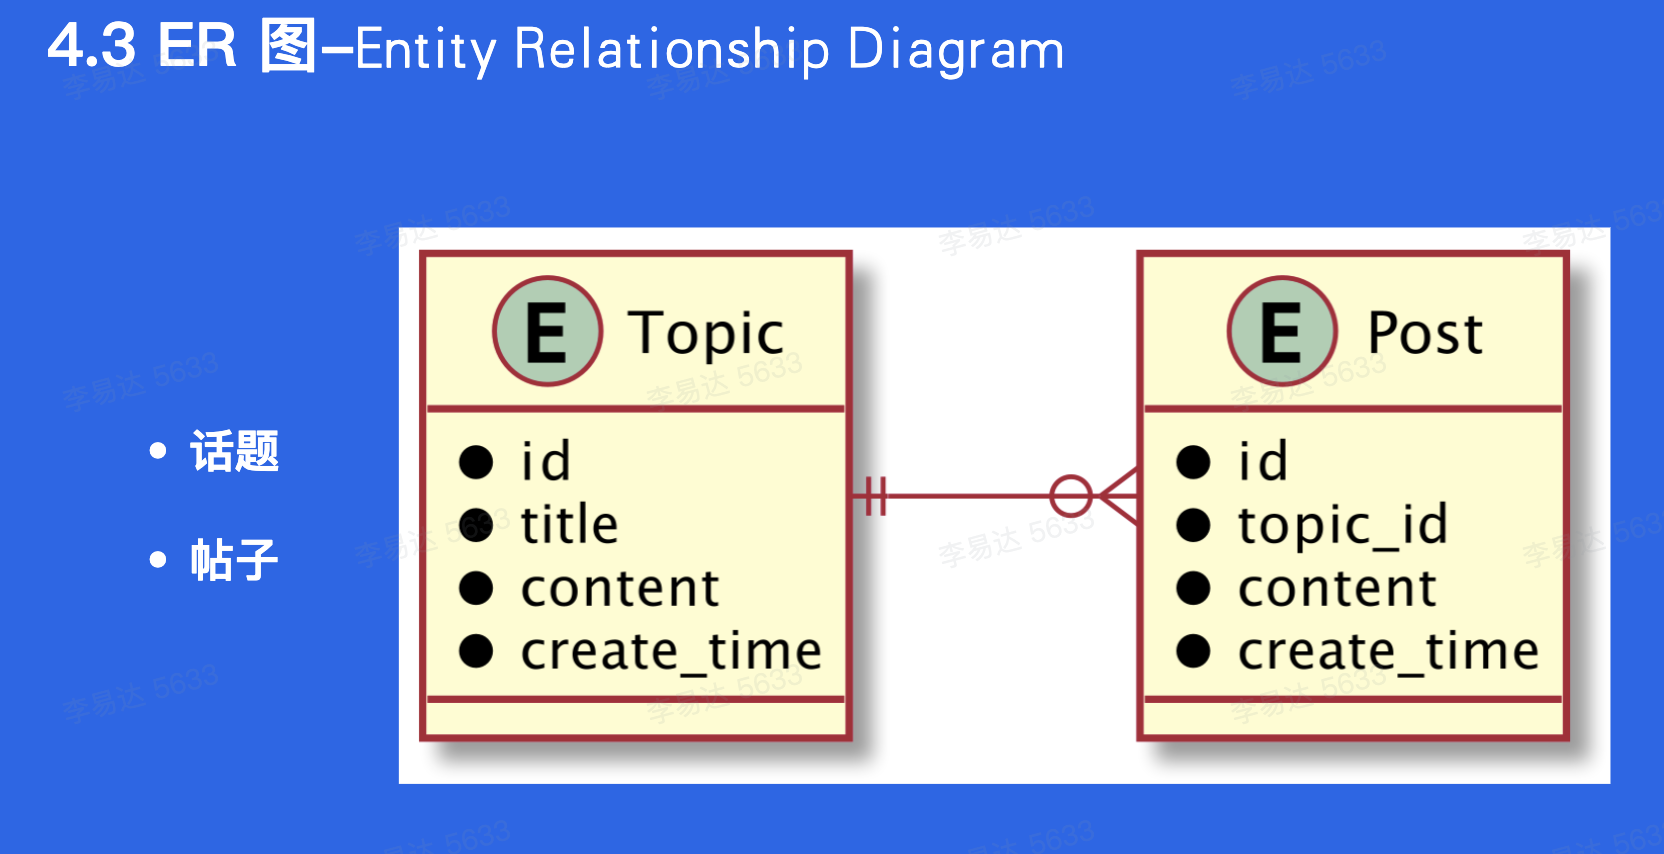 4.3 ER 图–Entity Relationship Diagram
话题
帖子
E Topic
id
title
content
create_time
E Post
id
topic_id
content
create_time
李易达 5633